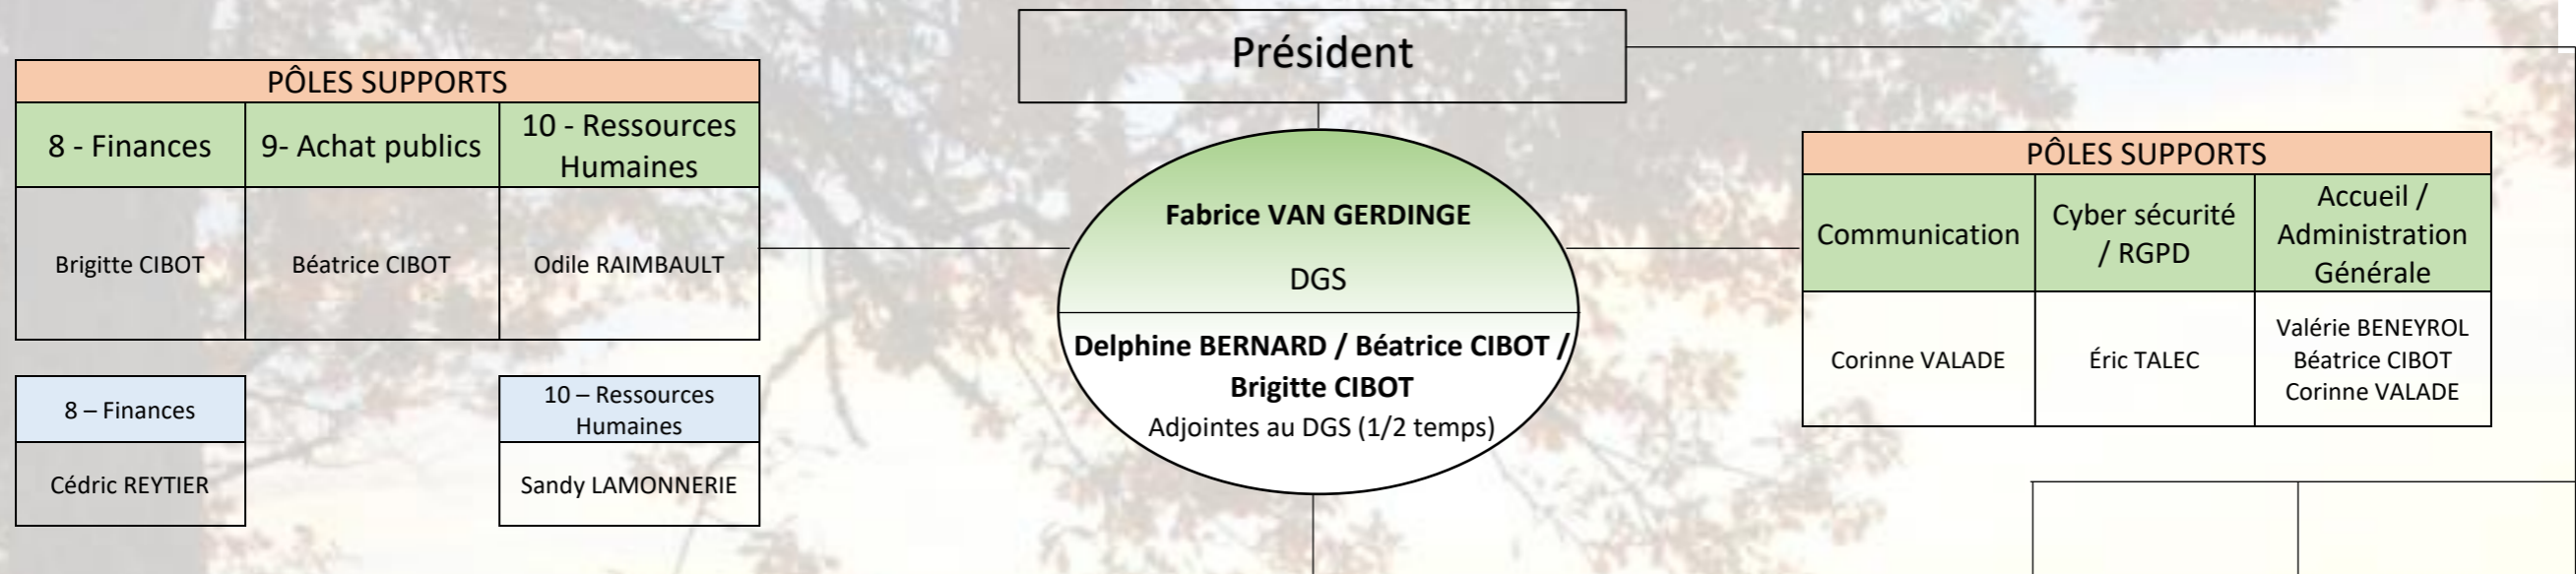 Président
PÔLES SUPPORTS
8 - Finances
9- Achat publics
10 - Ressources
Humaines
Brigitte CIBOT
Béatrice CIBOT
Odile RAIMBAULT
8 – Finances
Cédric REYTIER
10 – Ressources
Humaines
Sandy LAMONNERIE
Fabrice VAN GERDINGE
DGS
Delphine BERNARD / Béatrice CIBOT /
Brigitte CIBOT
Adjointes au DGS (1/2 temps)
PÔLES SUPPORTS
Communication
Cyber sécurité
/ RGPD
Accueil /
Administration
Générale
Corinne VALADE
Éric TALEC
Valérie BENEYROL
Béatrice CIBOT
Corinne VALADE